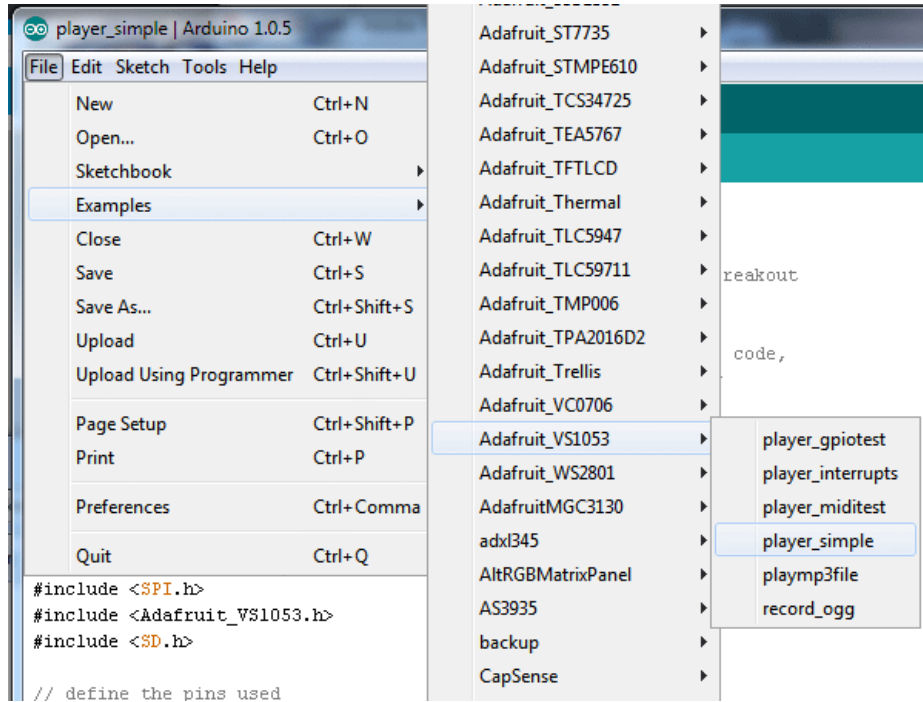 player_simple | Arduino 1.0.5
File Edit Sketch Tools Help
New Ctrl+N
Open... Ctrl+O
Sketchbook
Examples
Close Ctrl+W
Save Ctrl+S
Save As... Ctrl+Shift+S
Upload Ctrl+U
Upload Using Programmer Ctrl+Shift+U
Page Setup Ctrl+Shift+P
Print Ctrl+P
Preferences Ctrl+Comma
Quit Ctrl+Q
#include <SPI.h>
#include <Adafruit_VS1053.h>
#include <SD.h>
// define the pins used
Adafruit_ST7735
Adafruit_STMPE610
Adafruit_TCS34725
Adafruit_TEA5767
Adafruit_TFTLCD
Adafruit_Thermal
Adafruit_TLC5947
Adafruit_TLC59711
Adafruit_TMP006
Adafruit_TPA2016D2
Adafruit_Trellis
Adafruit_VC0706
Adafruit_VS1053
Adafruit_WS2801
AdafruitMGC3130
adxl345
AltRGBMatrixPanel
AS3935
backup
CapSense
reakout
code,
player_gpiotest
player_interrupts
player_miditest
player_simple
playmp3file
record_ogg